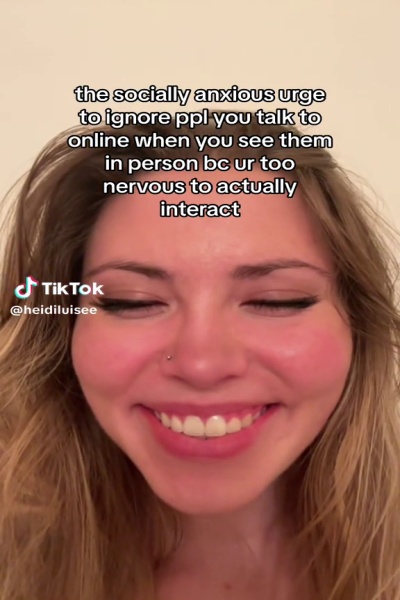 the socially anxious urge
to ignore ppl you talk to
online when you see them
in person bc ur too
nervous to actually
interact
TikTok
@heidiluisee